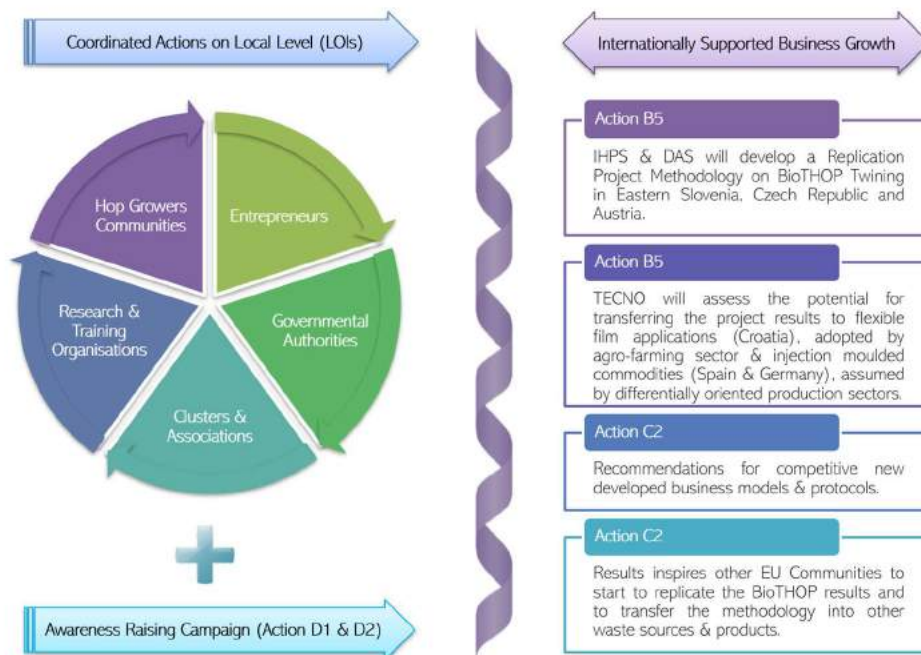 Coordinated Actions on Local Level (LOIs)
Hop Growers
Communities
Entrepreneurs
Governmental
Authorities
Clusters &
Associations
Research &
Training
Organisations
Awareness Raising Campaign (Action D1 & D2)
Internationally Supported Business Growth
Action B5
IHPS & DAS will develop a Replication
Project Methodology on BioTHOP Twining
in Eastern Slovenia, Czech Republic and
Austria.
Action B5
TECNO will assess the potential for
transferring the project results to flexible
film applications (Croatia), adopted by
agro-farming sector & injection moulded
commodities (Spain & Germany), assumed
by differentially oriented production sectors.
Action C2
Recommendations for competitive new
developed business models & protocols.
Action C2
Results inspires other EU Communities to
start to replicate the BioTHOP results and
to transfer the methodology into other
waste sources & products.